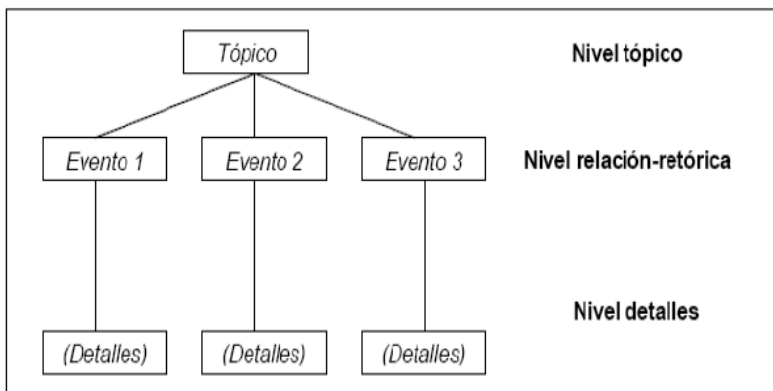 Tópico
Nivel tópico
Evento 1
Evento 2
Evento 3
Nivel relación-retórica
Nivel detalles
(Detalles)
(Detalles)
(Detalles)